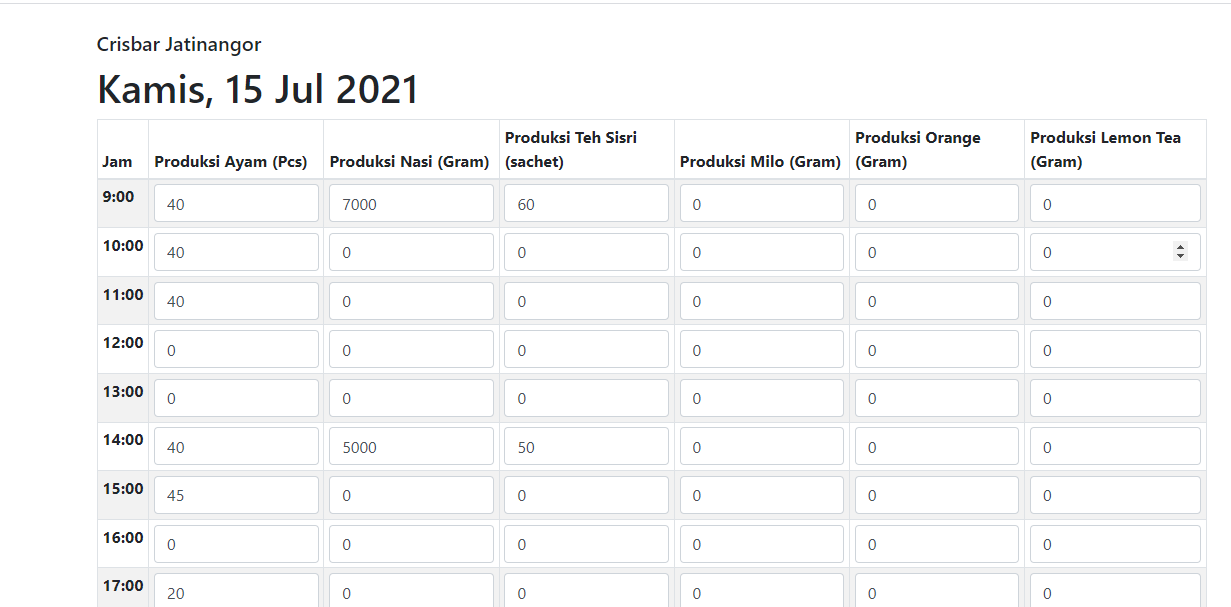 Crisbar Jatinangor
Kamis, 15 Jul 2021
Jam Produksi Ayam (Pcs) Produksi Nasi (Gram) Produksi Teh Sisri (sachet) Produksi Milo (Gram) Produksi Orange (Gram) Produksi Lemon Tea (Gram)
9:00 40 7000 60 0 0 0
10:00 40 0 0 0 0 0
11:00 40 0 0 0 0 0
12:00 0 0 0 0 0 0
13:00 0 0 0 0 0 0
14:00 40 5000 50 0 0 0
15:00 45 0 0 0 0 0
16:00 0 0 0 0 0 0
17:00 20 0 0 0 0 0